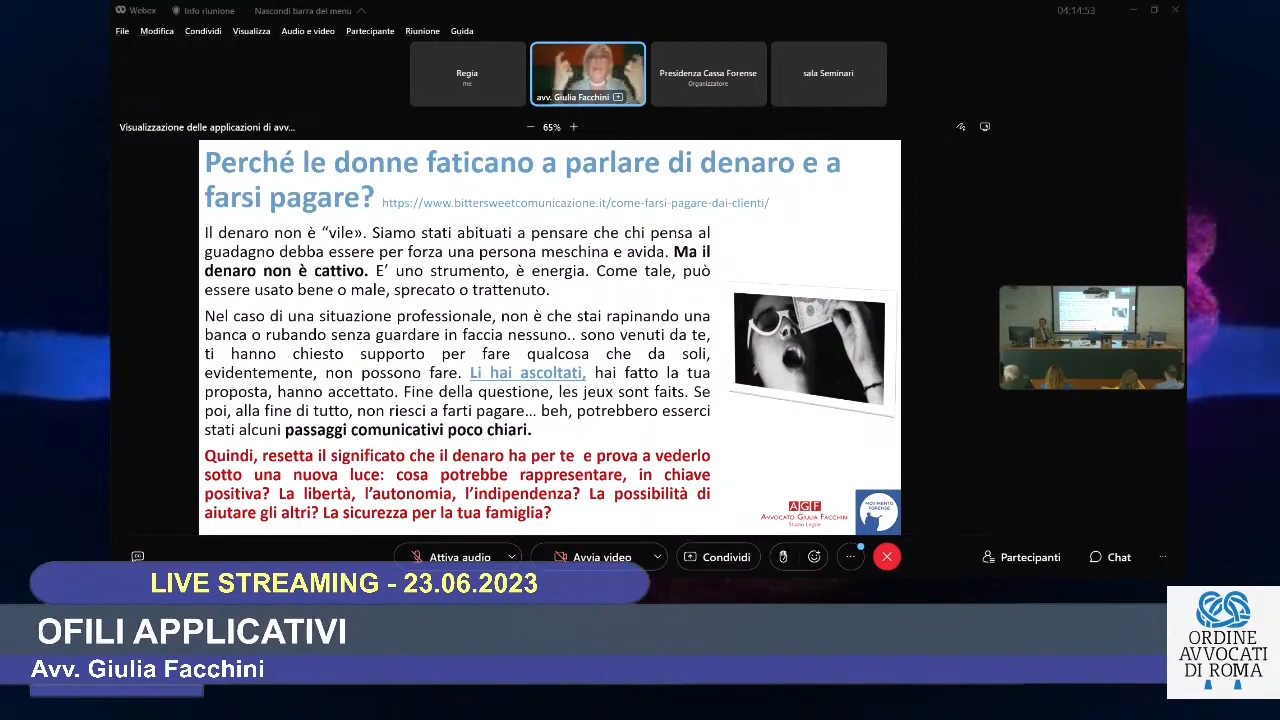 Webex
Info riunione
Nascondi barra dei menu
04:14:53
File Modifica Condividi Visualizza Audio e video Partecipante Riunione Guida
Regia
me
avv. Giulia Facchini
Presidenza Cassa Forense
Organizzatore
sala Seminari
Visualizzazione delle applicazioni di avv...
65%
Perché le donne faticano a parlare di denaro e a
farsi pagare? https://www.bittersweetcomunicazione.it/come-farsi-pagare-dai-clienti/
Il denaro non è “vile». Siamo stati abituati a pensare che chi pensa al
guadagno debba essere per forza una persona meschina e avida. Ma il
denaro non è cattivo. E’ uno strumento, è energia. Come tale, può
essere usato bene o male, sprecato o trattenuto.
Nel caso di una situazione professionale, non è che stai rapinando una
banca o rubando senza guardare in faccia nessuno.. sono venuti da te,
ti hanno chiesto supporto per fare qualcosa che da soli,
evidentemente, non possono fare. Li hai ascoltati, hai fatto la tua
proposta, hanno accettato. Fine della questione, les jeux sont faits. Se
poi, alla fine di tutto, non riesci a farti pagare… beh, potrebbero esserci
stati alcuni passaggi comunicativi poco chiari.
Quindi, resetta il significato che il denaro ha per te e prova a vederlo
sotto una nuova luce: cosa potrebbe rappresentare, in chiave
positiva? La libertà, l’autonomia, l’indipendenza? La possibilità di
aiutare gli altri? La sicurezza per la tua famiglia?
AGF
AVVOCATO GIULIA FACCHINI
Studio Legale
MOVIMENTO
FORENSE
Attiva audio
Avvia video
Condividi
Partecipanti
Chat
LIVE STREAMING - 23.06.2023
OFILI APPLICATIVI
Avv. Giulia Facchini
ORDINE
AVVOCATI
DI ROMA